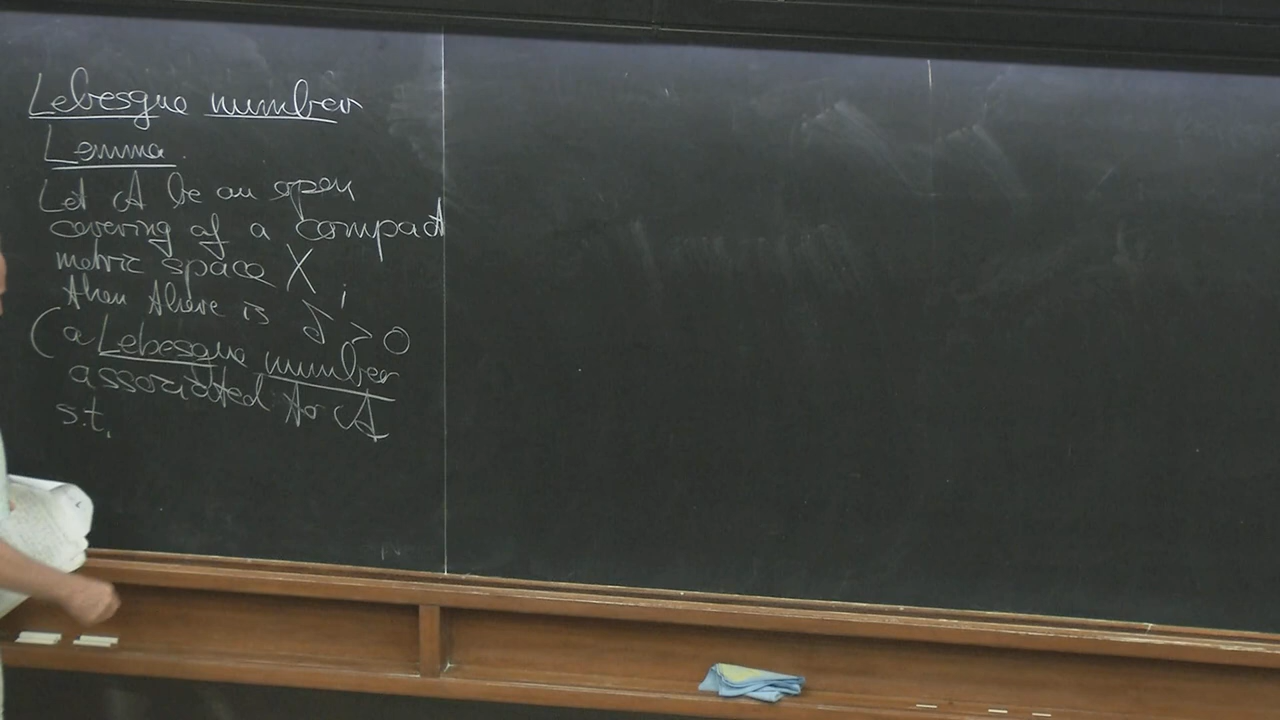 Lebesgue number
Lemma.
Let A be an open
covering of a compact
metric space X,
then there is δ > 0
(a Lebesgue number
associated to A
s.t.